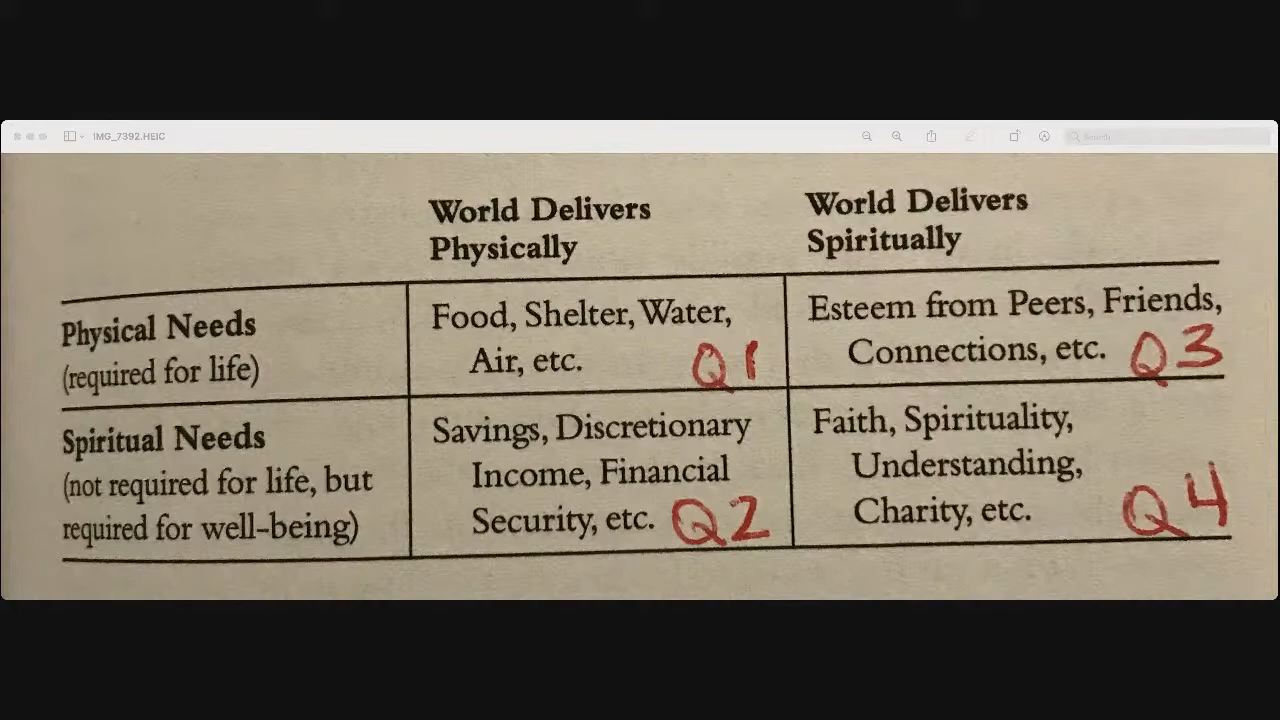 IMG_7392.HEIC
Search
World Delivers
Physically
World Delivers
Spiritually
Physical Needs
(required for life)
Food, Shelter, Water,
Air, etc. Q1
Esteem from Peers, Friends,
Connections, etc. Q3
Spiritual Needs
(not required for life, but
required for well-being)
Savings, Discretionary
Income, Financial
Security, etc. Q2
Faith, Spirituality,
Understanding,
Charity, etc. Q4